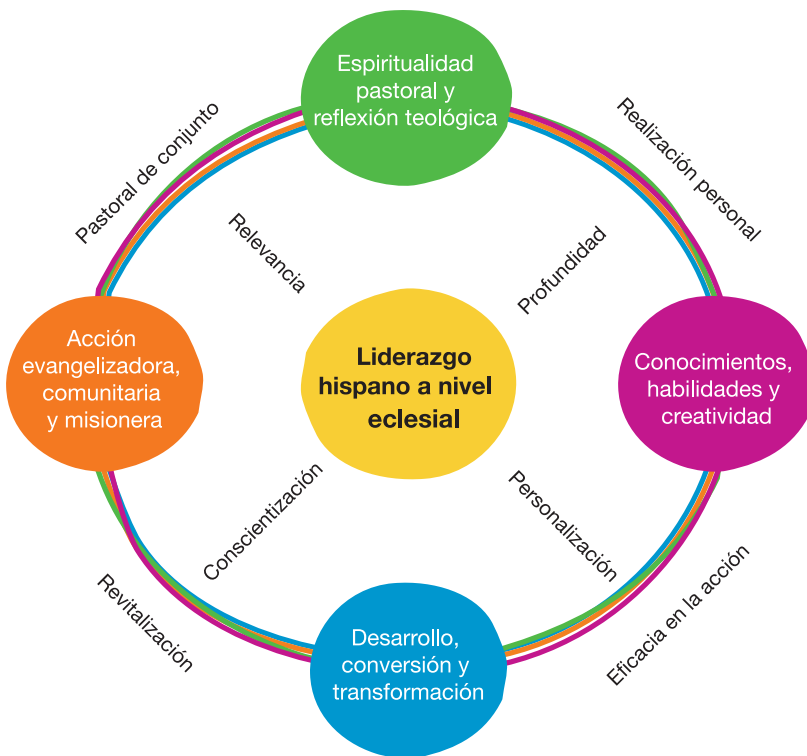 Espiritualidad
pastoral y
reflexión teológica
Pastoral de conjunto
Realización personal
Relevancia
Profundidad
Acción
evangelizadora,
comunitaria
y misionera
Liderazgo
hispano a nivel
eclesial
Conocimientos,
habilidades y
creatividad
Conscientización
Personalización
Revitalización
Eficacia en la acción
Desarrollo,
conversión y
transformación